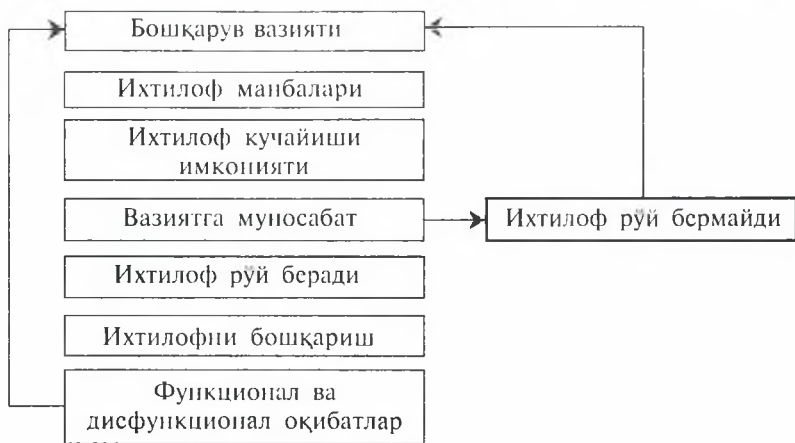 Бошқарув вазияти
Ихтилоф манбалари
Ихтилоф кучайиши
имконияти
Вазиятга муносабат
Ихтилоф рўй бермайди
Ихтилоф рўй беради
Ихтилофни бошқариш
Функционал ва
дисфункционал оқибатлар